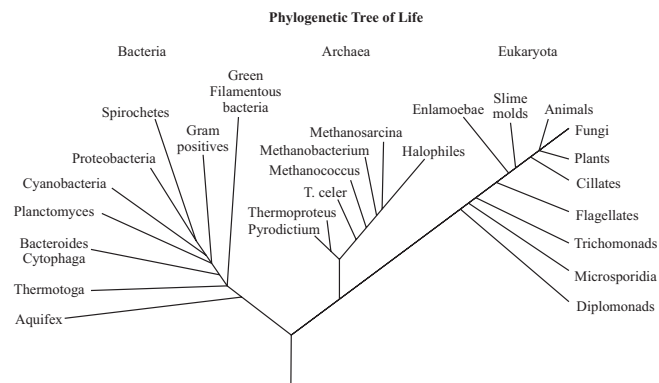 Phylogenetic Tree of Life
Bacteria
Archaea
Eukaryota
Green
Filamentous
bacteria
Spirochetes
Gram
positives
Proteobacteria
Cyanobacteria
Planctomyces
Bacteroides
Cytophaga
Thermotoga
Aquifex
Methanosarcina
Methanobacterium
Halophiles
Methanococcus
T. celer
Thermoproteus
Pyrodictium
Enlamoebae
Slime
molds
Animals
Fungi
Plants
Cillates
Flagellates
Trichomonads
Microsporidia
Diplomonads